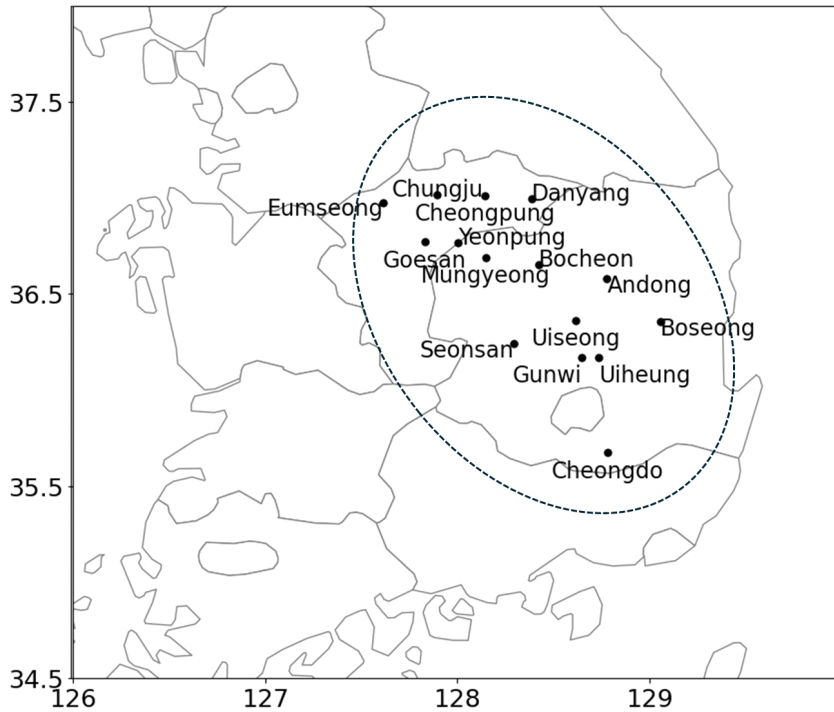 37.5
36.5
35.5
34.5
126
127
128
129
Chungju
Danyang
Eumseong
Cheongpung
Yeonpung
Goesan
Bocheon
Mungyeong
Andong
Boseong
Uiseong
Seonsan
Gunwi
Uiheung
Cheongdo